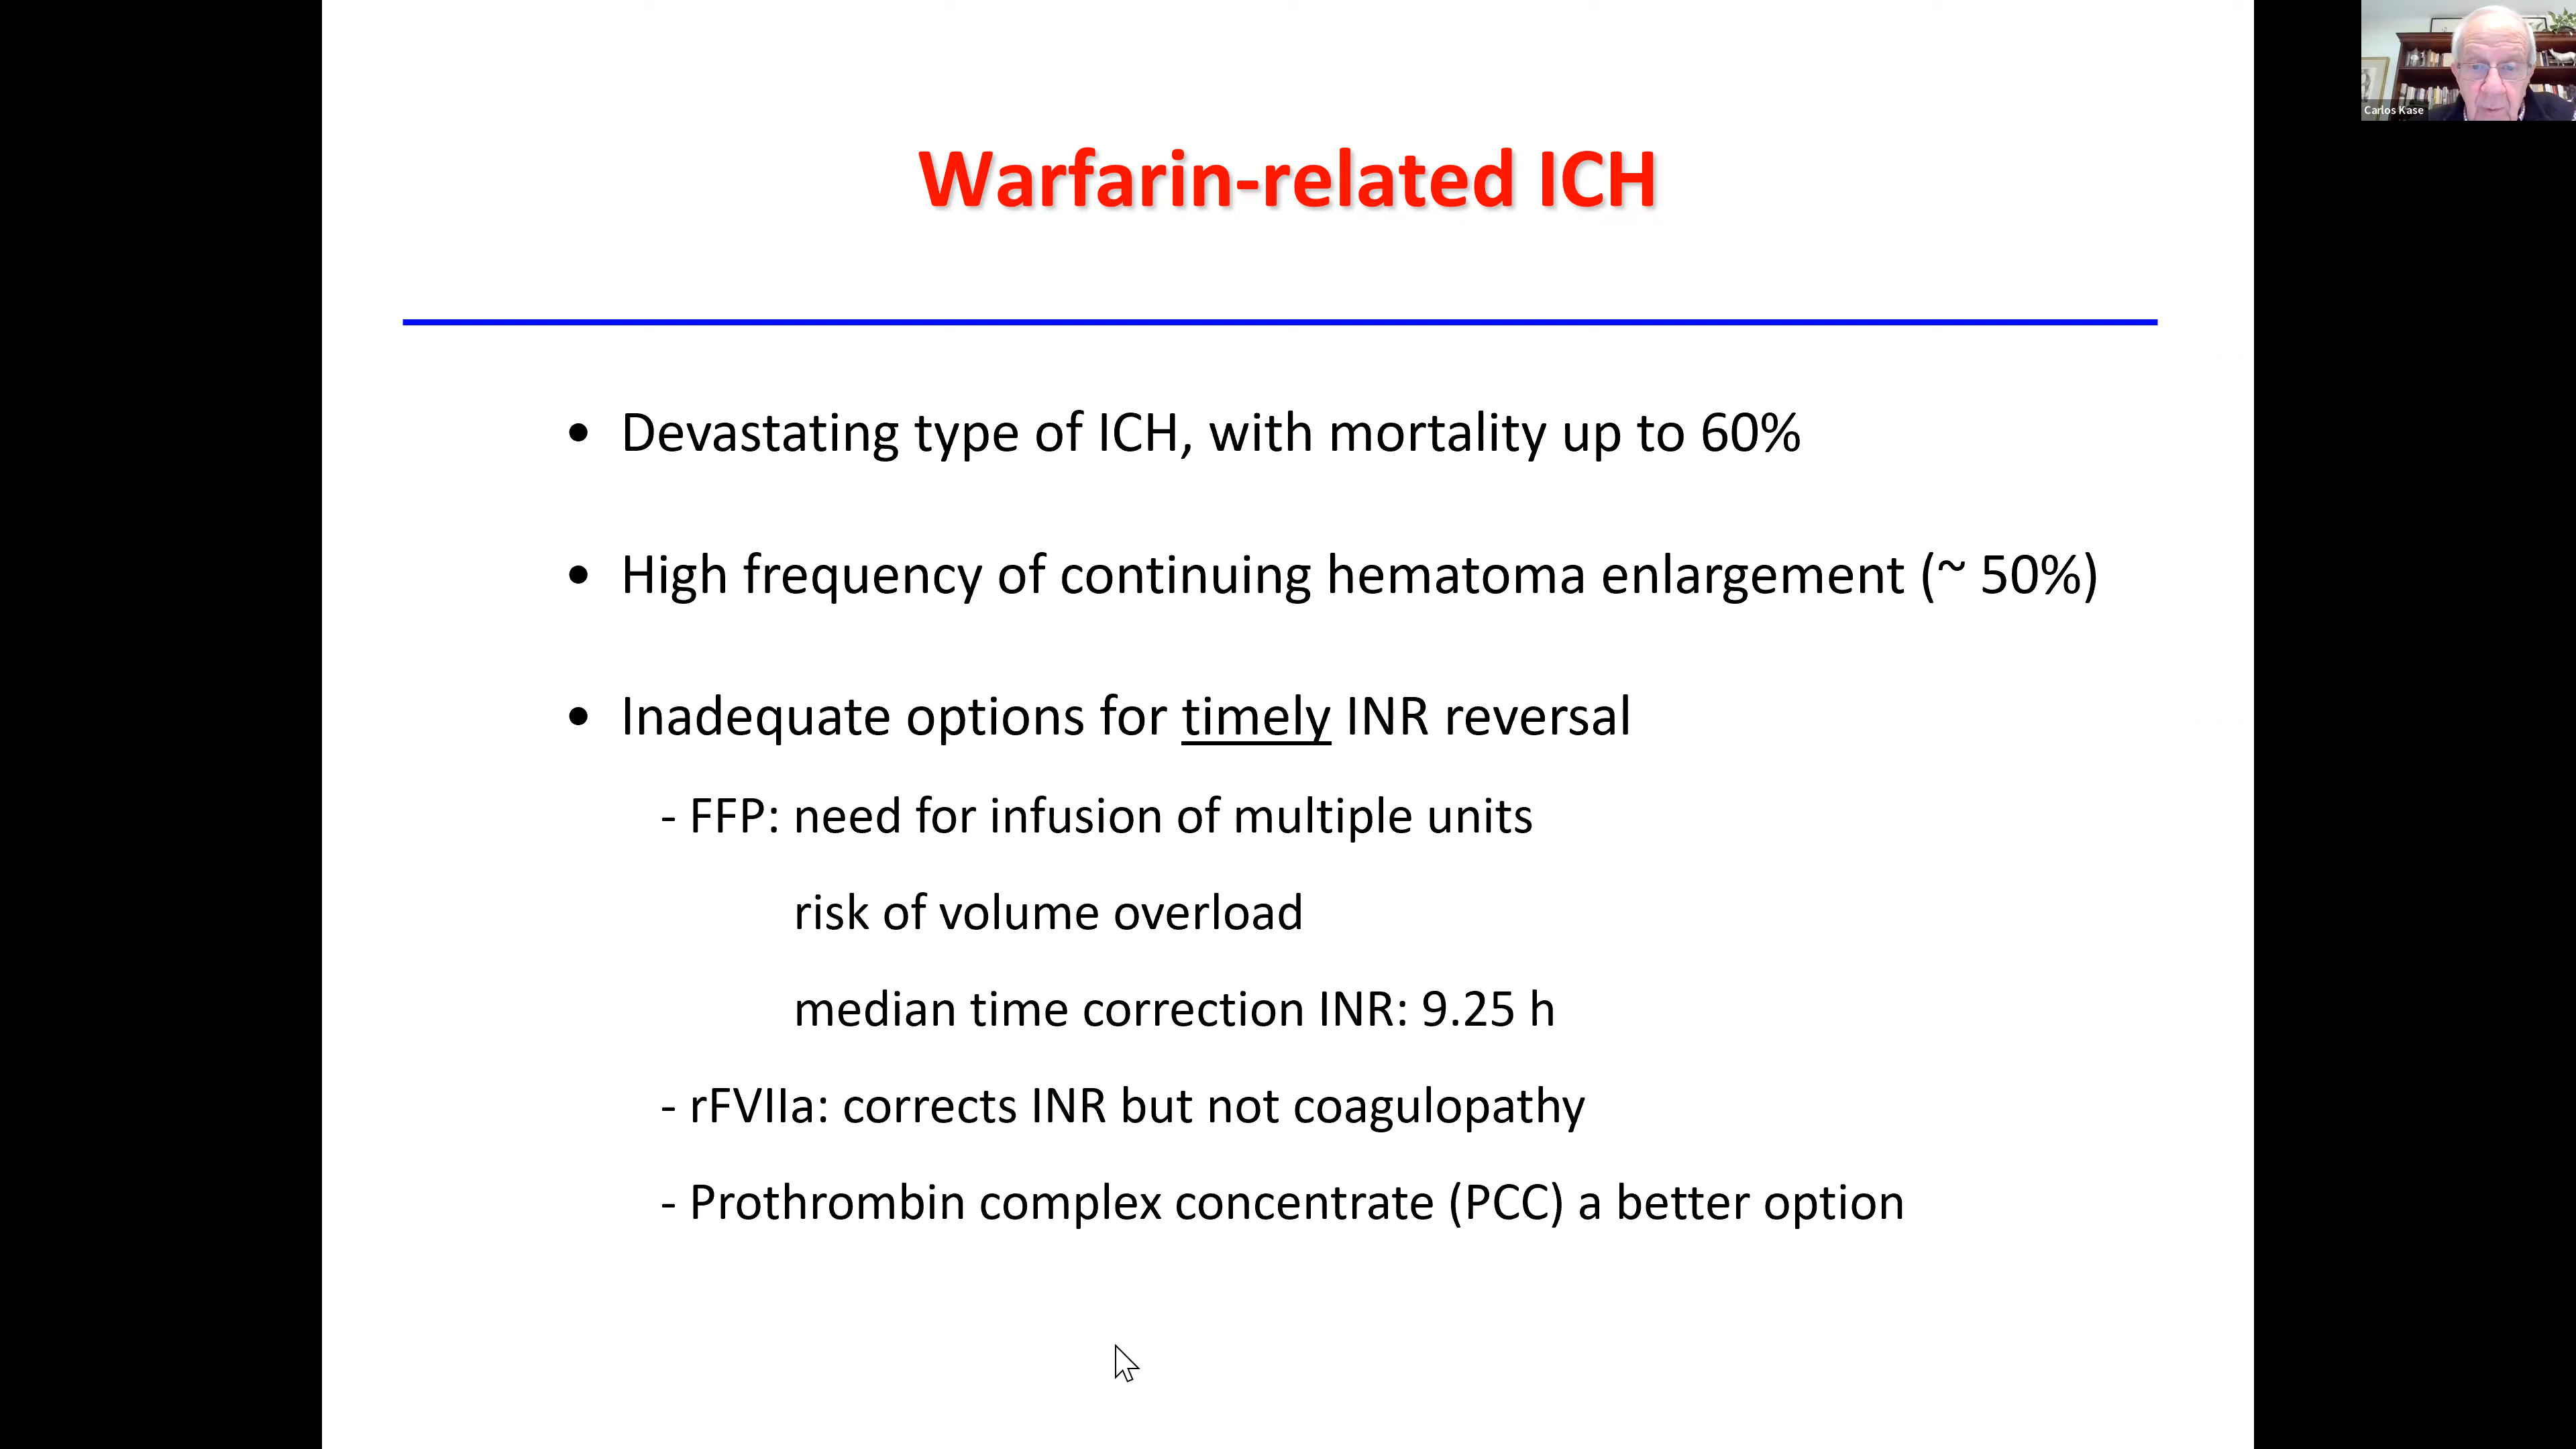 Carlos Kase
Warfarin-related ICH
• Devastating type of ICH, with mortality up to 60%
• High frequency of continuing hematoma enlargement (~ 50%)
• Inadequate options for timely INR reversal
- FFP: need for infusion of multiple units
risk of volume overload
median time correction INR: 9.25 h
- rFVIIa: corrects INR but not coagulopathy
- Prothrombin complex concentrate (PCC) a better option